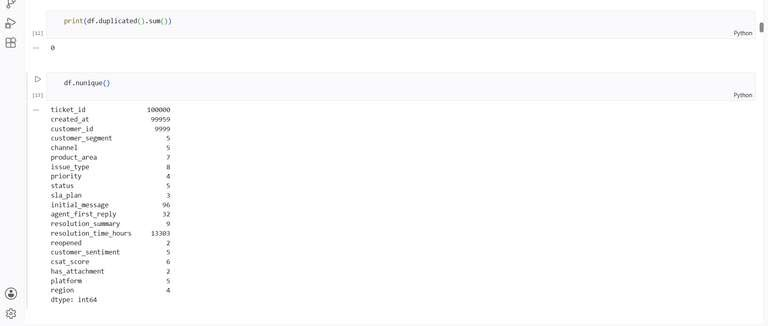 print(df.duplicated().sum())
[12]
Python
0
df.nunique()
[13]
Python
ticket_id 100000
created_at 99959
customer_id 9999
customer_segment 5
channel 5
product_area 7
issue_type 8
priority 4
status 5
sla_plan 3
initial_message 96
agent_first_reply 32
resolution_summary 9
resolution_time_hours 13303
reopened 2
customer_sentiment 5
csat_score 6
has_attachment 2
platform 5
region 4
dtype: int64